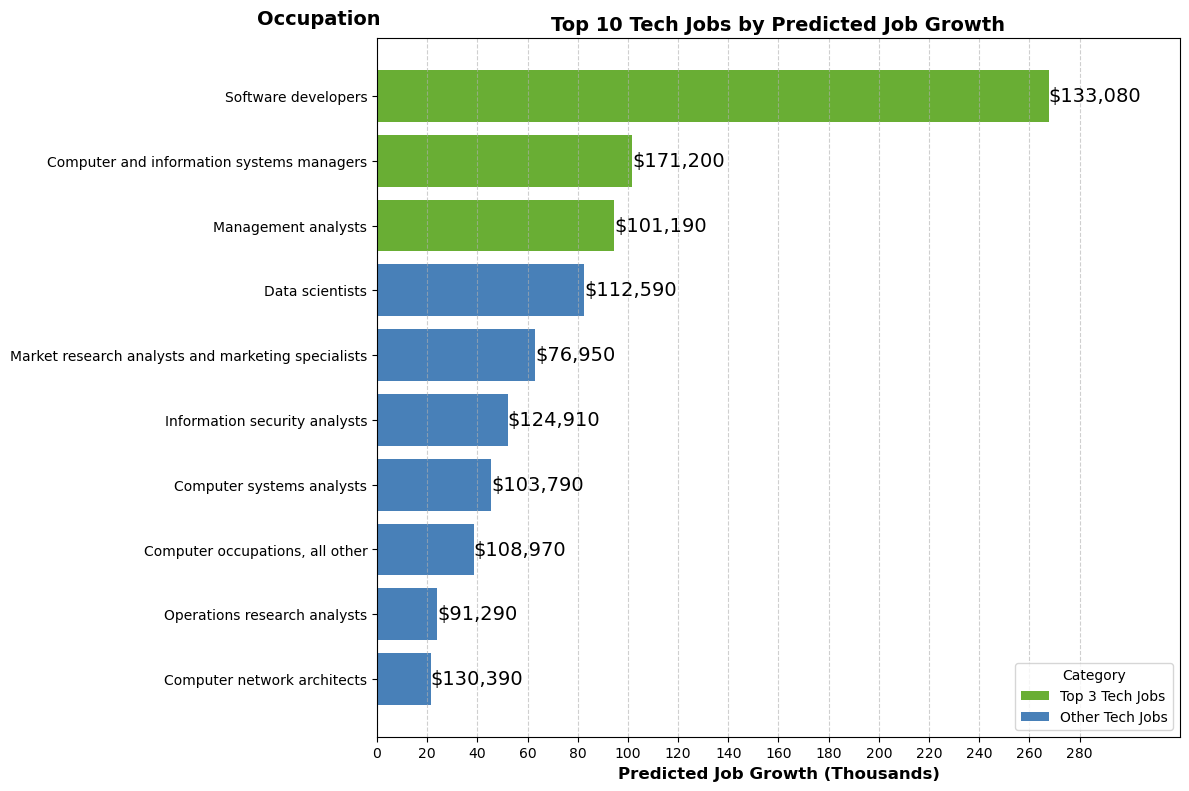 Occupation
Top 10 Tech Jobs by Predicted Job Growth
Software developers
$133,080
Computer and information systems managers
$171,200
Management analysts
$101,190
Data scientists
$112,590
Market research analysts and marketing specialists
$76,950
Information security analysts
$124,910
Computer systems analysts
$103,790
Computer occupations, all other
$108,970
Operations research analysts
$91,290
Computer network architects
$130,390
Category
Top 3 Tech Jobs
Other Tech Jobs
0 20 40 60 80 100 120 140 160 180 200 220 240 260 280
Predicted Job Growth (Thousands)